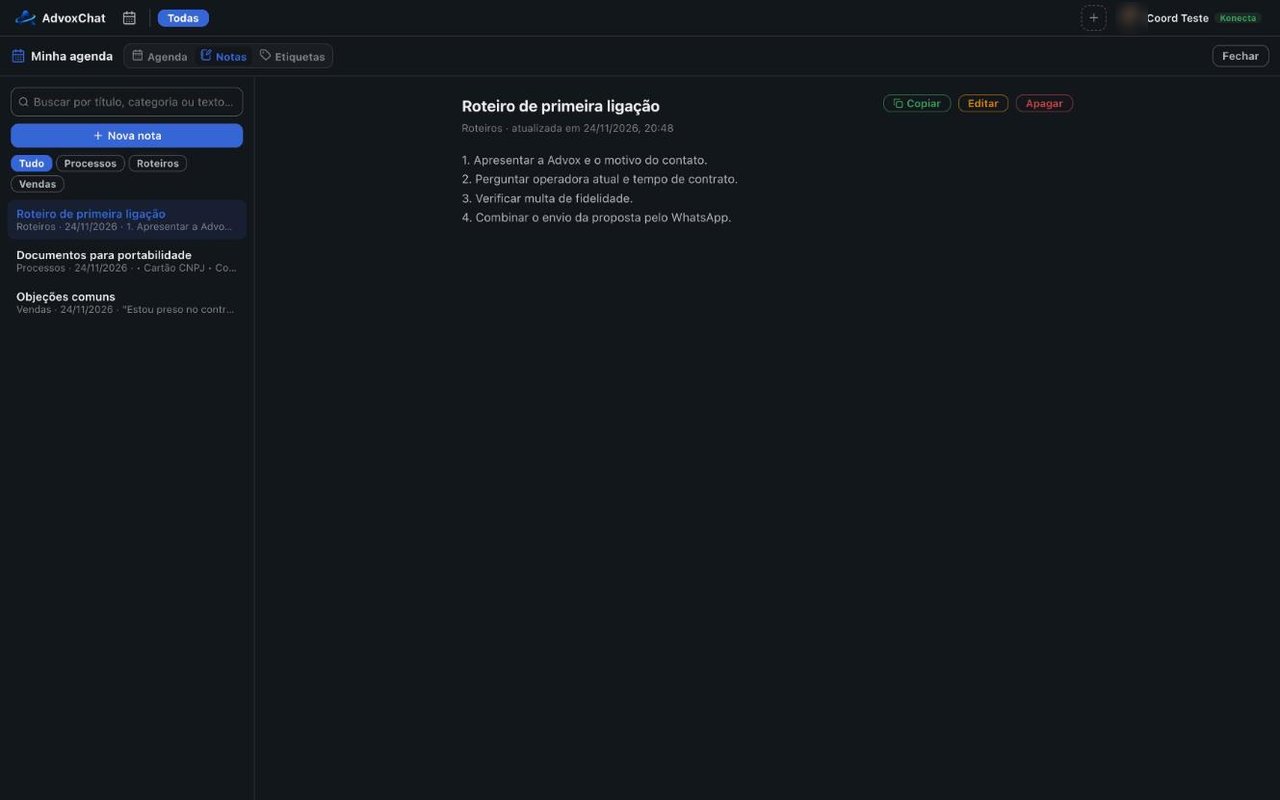 AdvoxChat
Todas
Coord Teste
Konecta
Minha agenda
Agenda
Notas
Etiquetas
Fechar
Buscar por título, categoria ou texto...
+ Nova nota
Tudo
Processos
Roteiros
Vendas
Roteiro de primeira ligação
Roteiros · 24/11/2026 · 1. Apresentar a Advo...
Documentos para portabilidade
Processos · 24/11/2026 · • Cartão CNPJ • Co...
Objeções comuns
Vendas · 24/11/2026 · "Estou preso no contr...
Roteiro de primeira ligação
Copiar
Editar
Apagar
Roteiros · atualizada em 24/11/2026, 20:48
1. Apresentar a Advox e o motivo do contato.
2. Perguntar operadora atual e tempo de contrato.
3. Verificar multa de fidelidade.
4. Combinar o envio da proposta pelo WhatsApp.